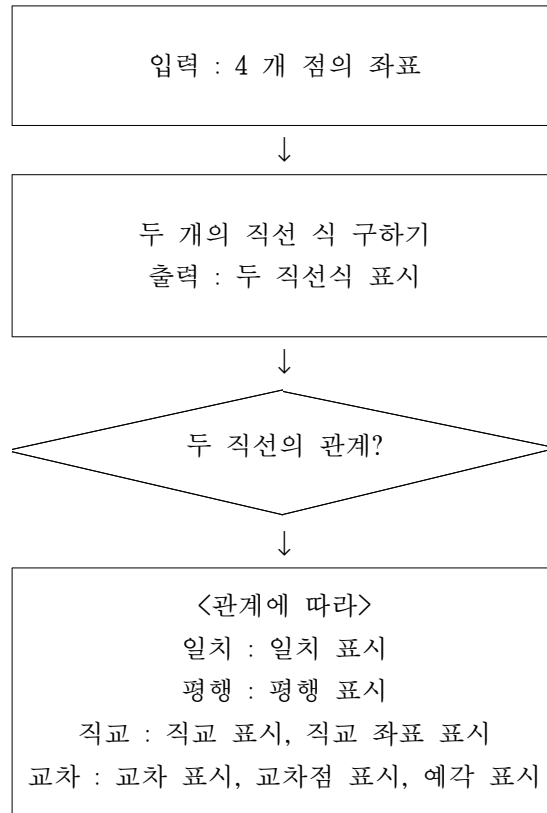 입력 : 4 개 점의 좌표
↓
두 개의 직선 식 구하기
출력 : 두 직선식 표시
↓
두 직선의 관계?
↓
<관계에 따라>
일치 : 일치 표시
평행 : 평행 표시
직교 : 직교 표시, 직교 좌표 표시
교차 : 교차 표시, 교차점 표시, 예각 표시